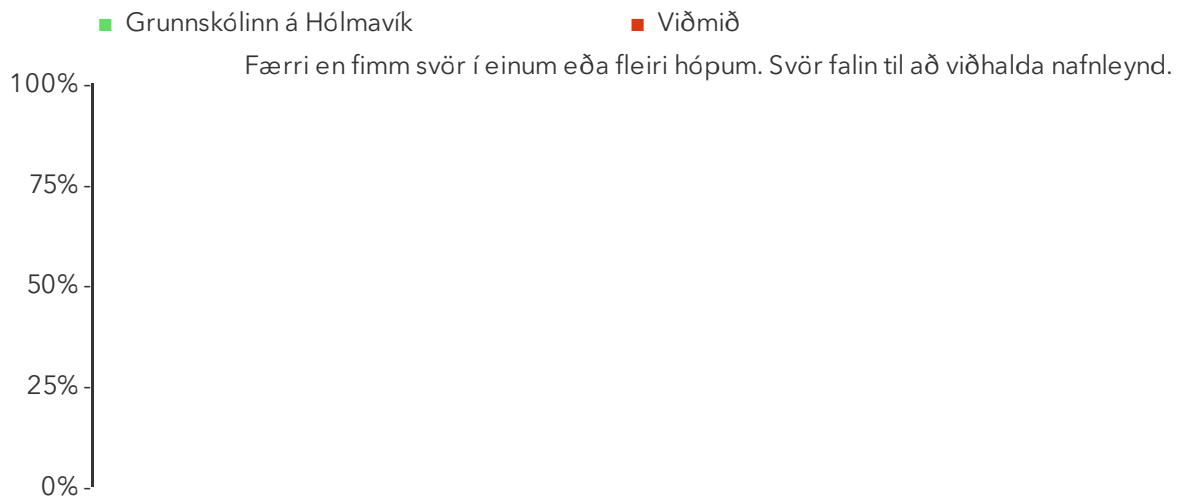 Grunnskólinn á Hólmavík Viðmið
Færri en fimm svör í einum eða fleiri hópum. Svör falin til að viðhalda nafnleynd.
100%
75%
50%
25%
0%